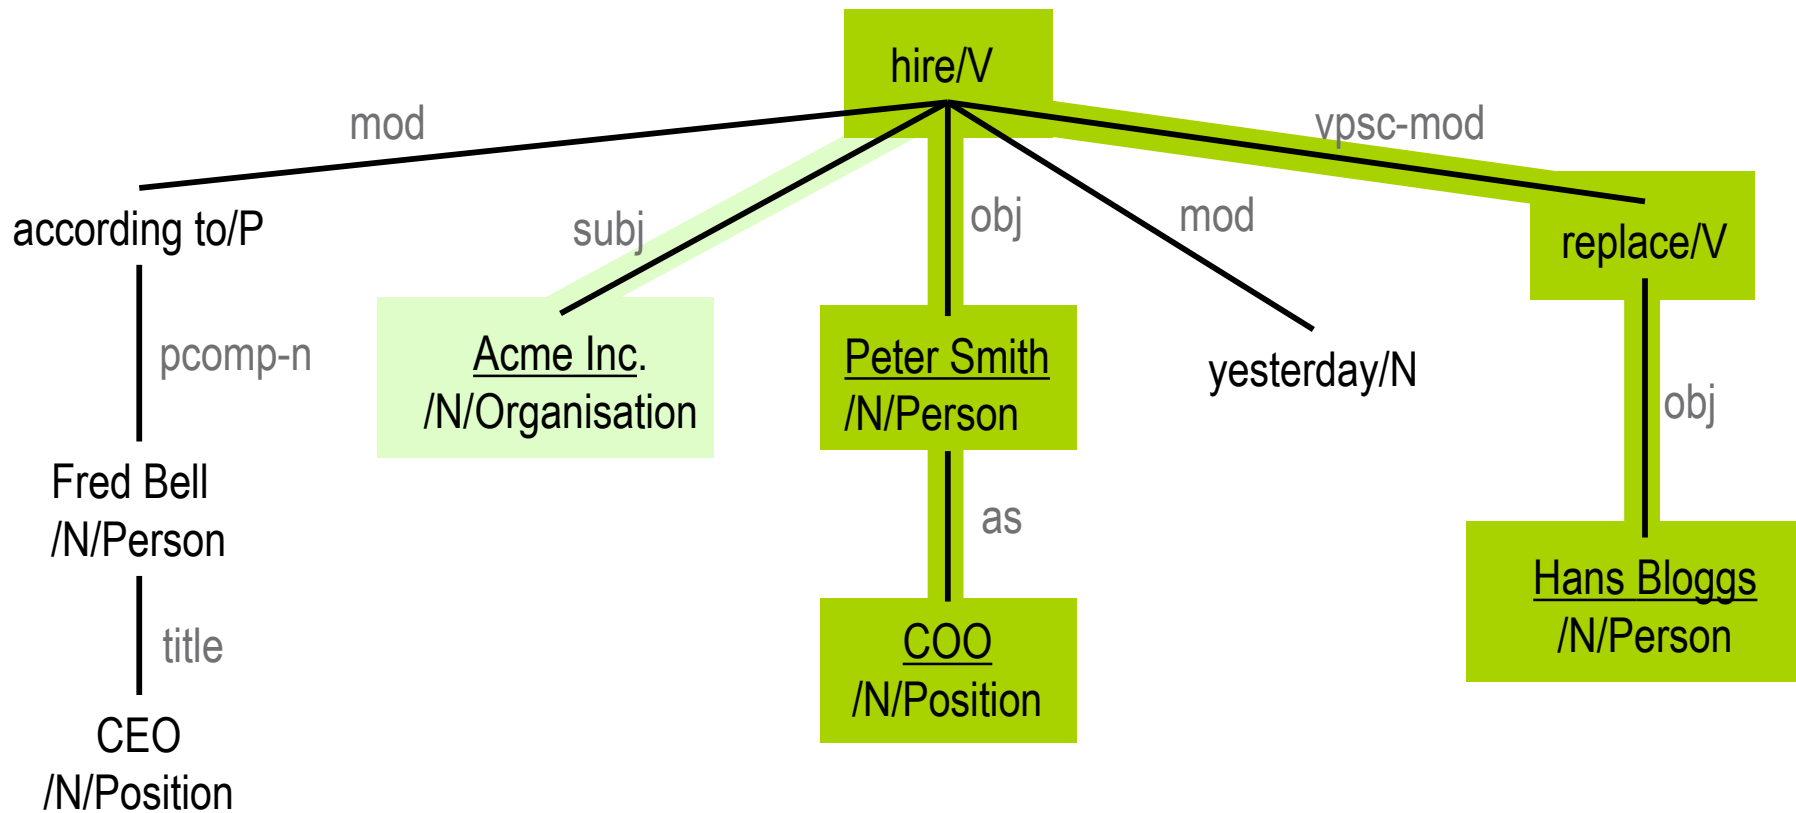 hire/V
mod
vpsc-mod
according to/P
subj
obj
mod
replace/V
pcomp-n
Acme Inc.
/N/Organisation
Peter Smith
/N/Person
yesterday/N
obj
Fred Bell
/N/Person
as
Hans Bloggs
/N/Person
title
COO
/N/Position
CEO
/N/Position